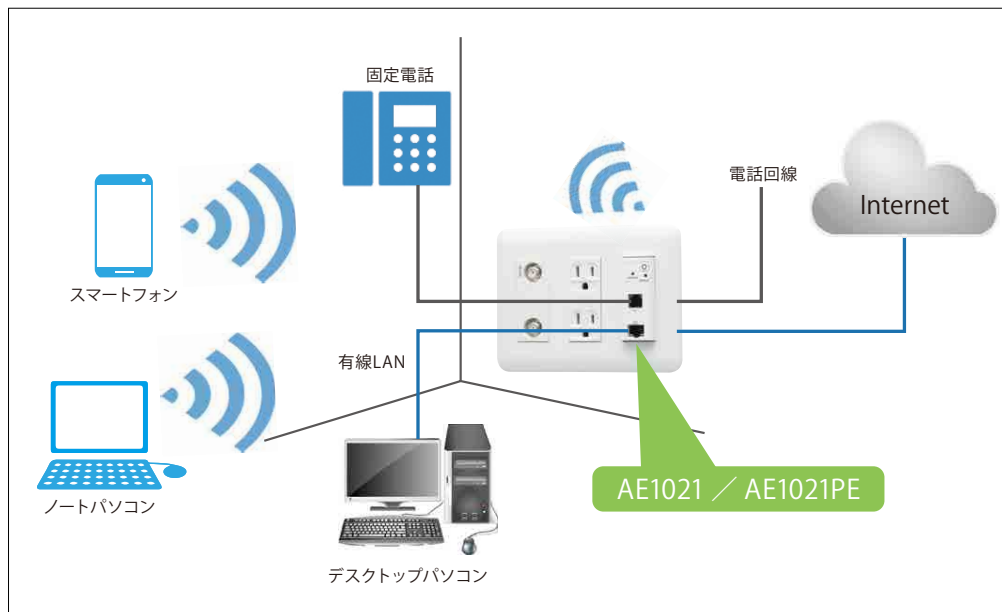 固定電話
電話回線
Internet
スマートフォン
有線LAN
AE1021 ／ AE1021PE
ノートパソコン
デスクトップパソコン